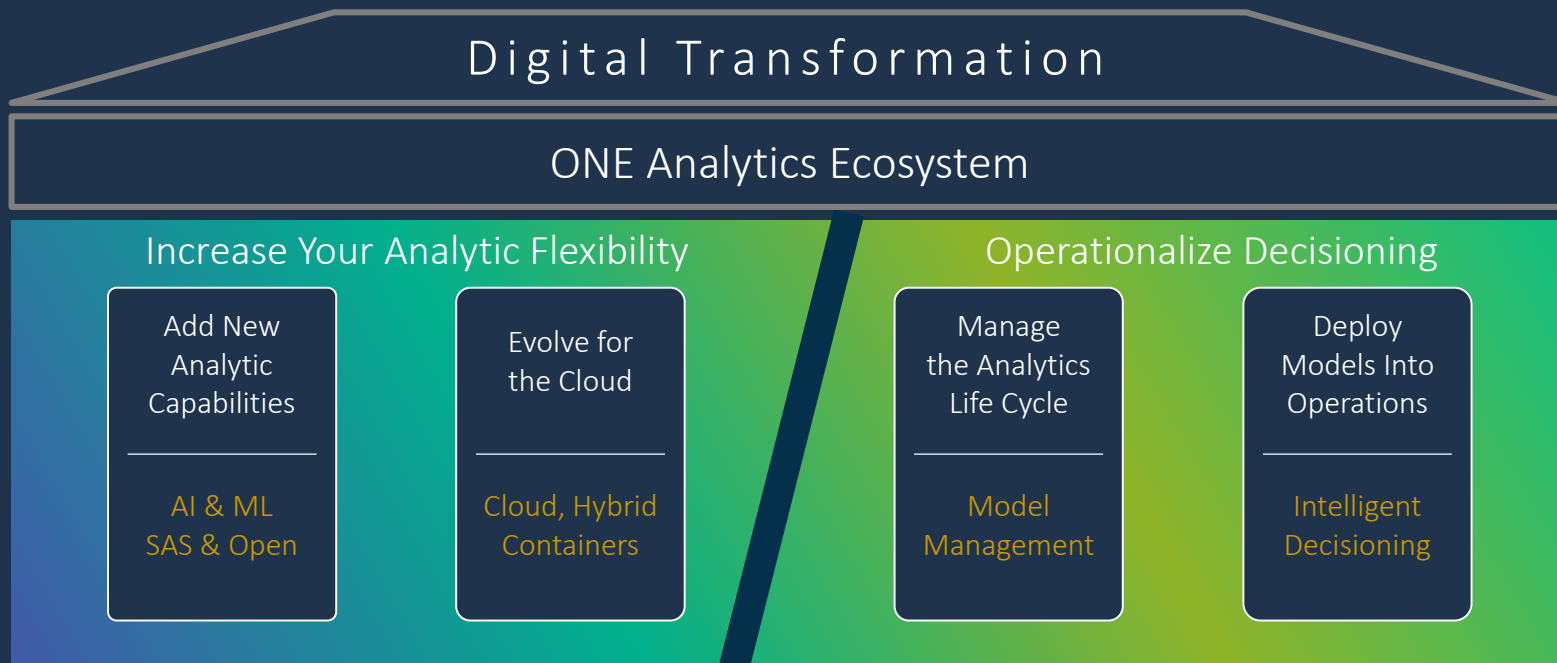 Digital Transformation
ONE Analytics Ecosystem
Increase Your Analytic Flexibility
Add New
Analytic
Capabilities
AI & ML
SAS & Open
Evolve for
the Cloud
Cloud, Hybrid
Containers
Operationalize Decisioning
Manage
the Analytics
Life Cycle
Model
Management
Deploy
Models Into
Operations
Intelligent
Decisioning